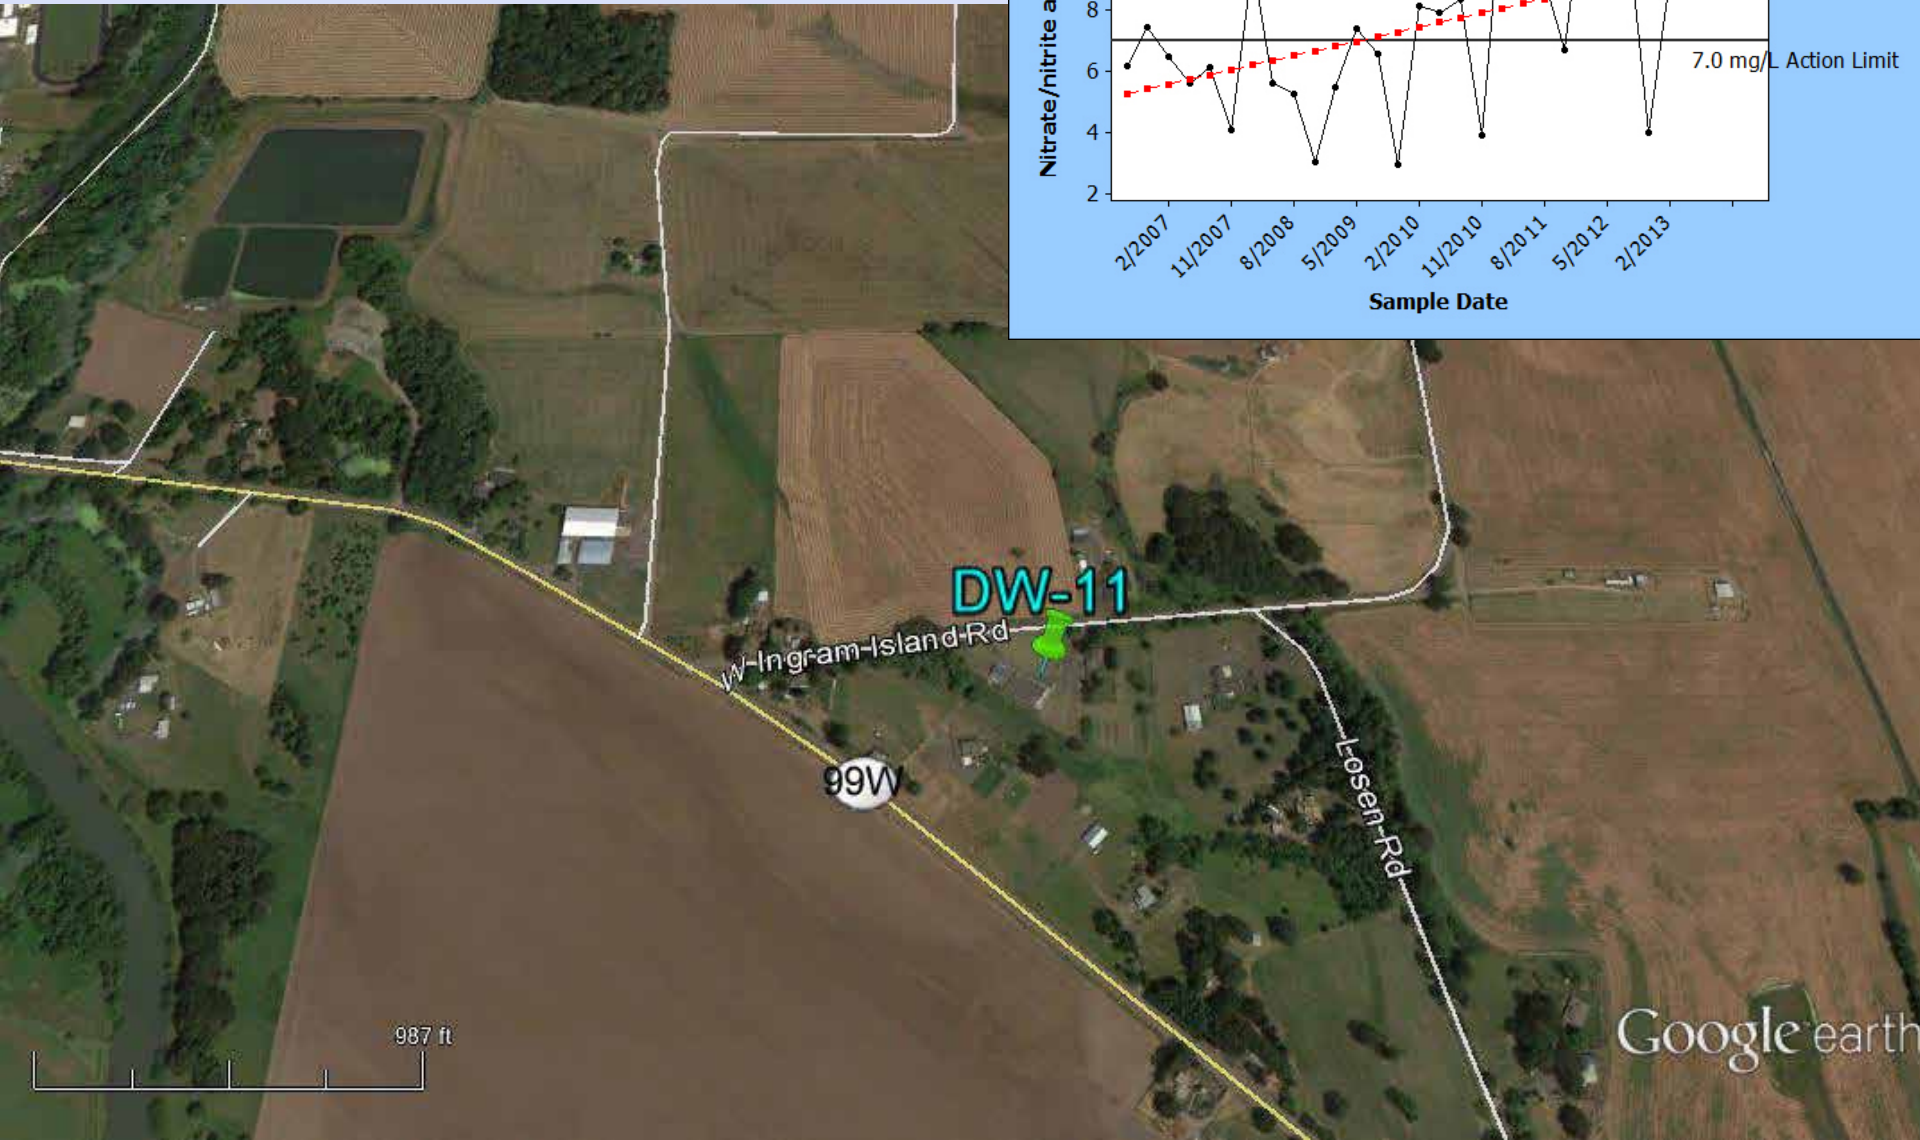 8
6
4
2
Nitrate/nitrite a
7.0 mg/L Action Limit
2/2007
11/2007
8/2008
5/2009
2/2010
11/2010
8/2011
5/2012
2/2013
Sample Date
DW-11
W Ingram Island Rd
99W
Losen Rd
987 ft
Google earth